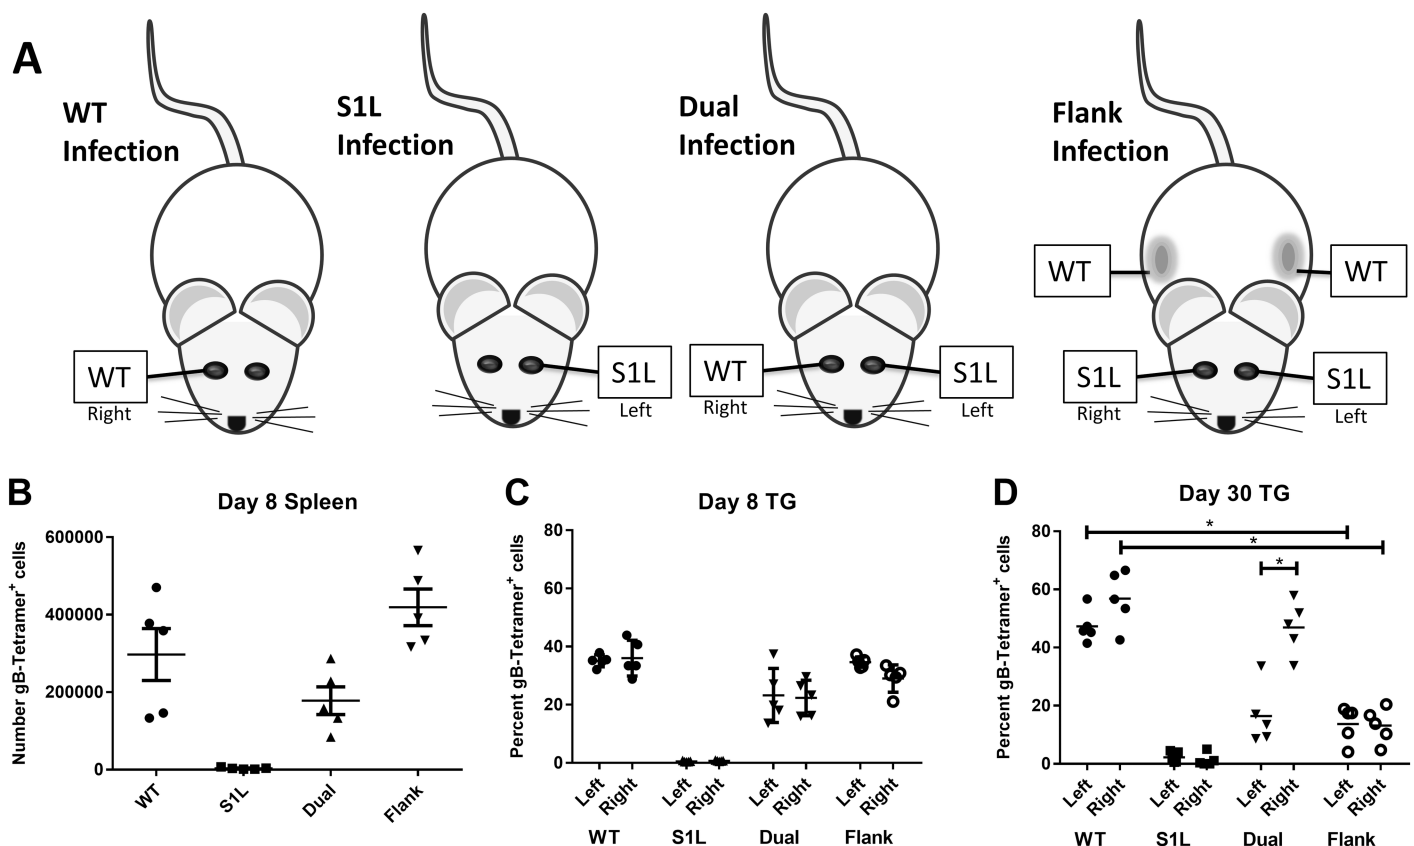 A
WT
Infection
S1L
Infection
Dual
Infection
Flank
Infection
WT
WT
WT
Right
S1L
Left
WT
Right
S1L
Left
S1L
Right
S1L
Left
B
Day 8 Spleen
Number gB-Tetramer+ cells
600000
400000
200000
0
WT
S1L
Dual
Flank
C
Day 8 TG
Percent gB-Tetramer+ cells
80
60
40
20
0
Left
Right
Left
Right
Left
Right
Left
Right
WT
S1L
Dual
Flank
D
Day 30 TG
Percent gB-Tetramer+ cells
80
60
40
20
0
*
*
*
Left
Right
Left
Right
Left
Right
Left
Right
WT
S1L
Dual
Flank